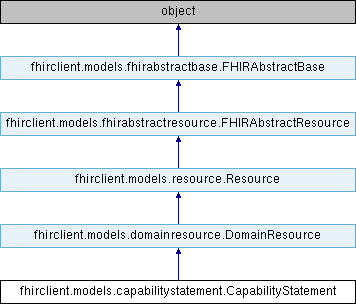 object
fhirclient.models.fhirabstractbase.FHIRAbstractBase
fhirclient.models.fhirabstractresource.FHIRAbstractResource
fhirclient.models.resource.Resource
fhirclient.models.domainresource.DomainResource
fhirclient.models.capabilitystatement.CapabilityStatement